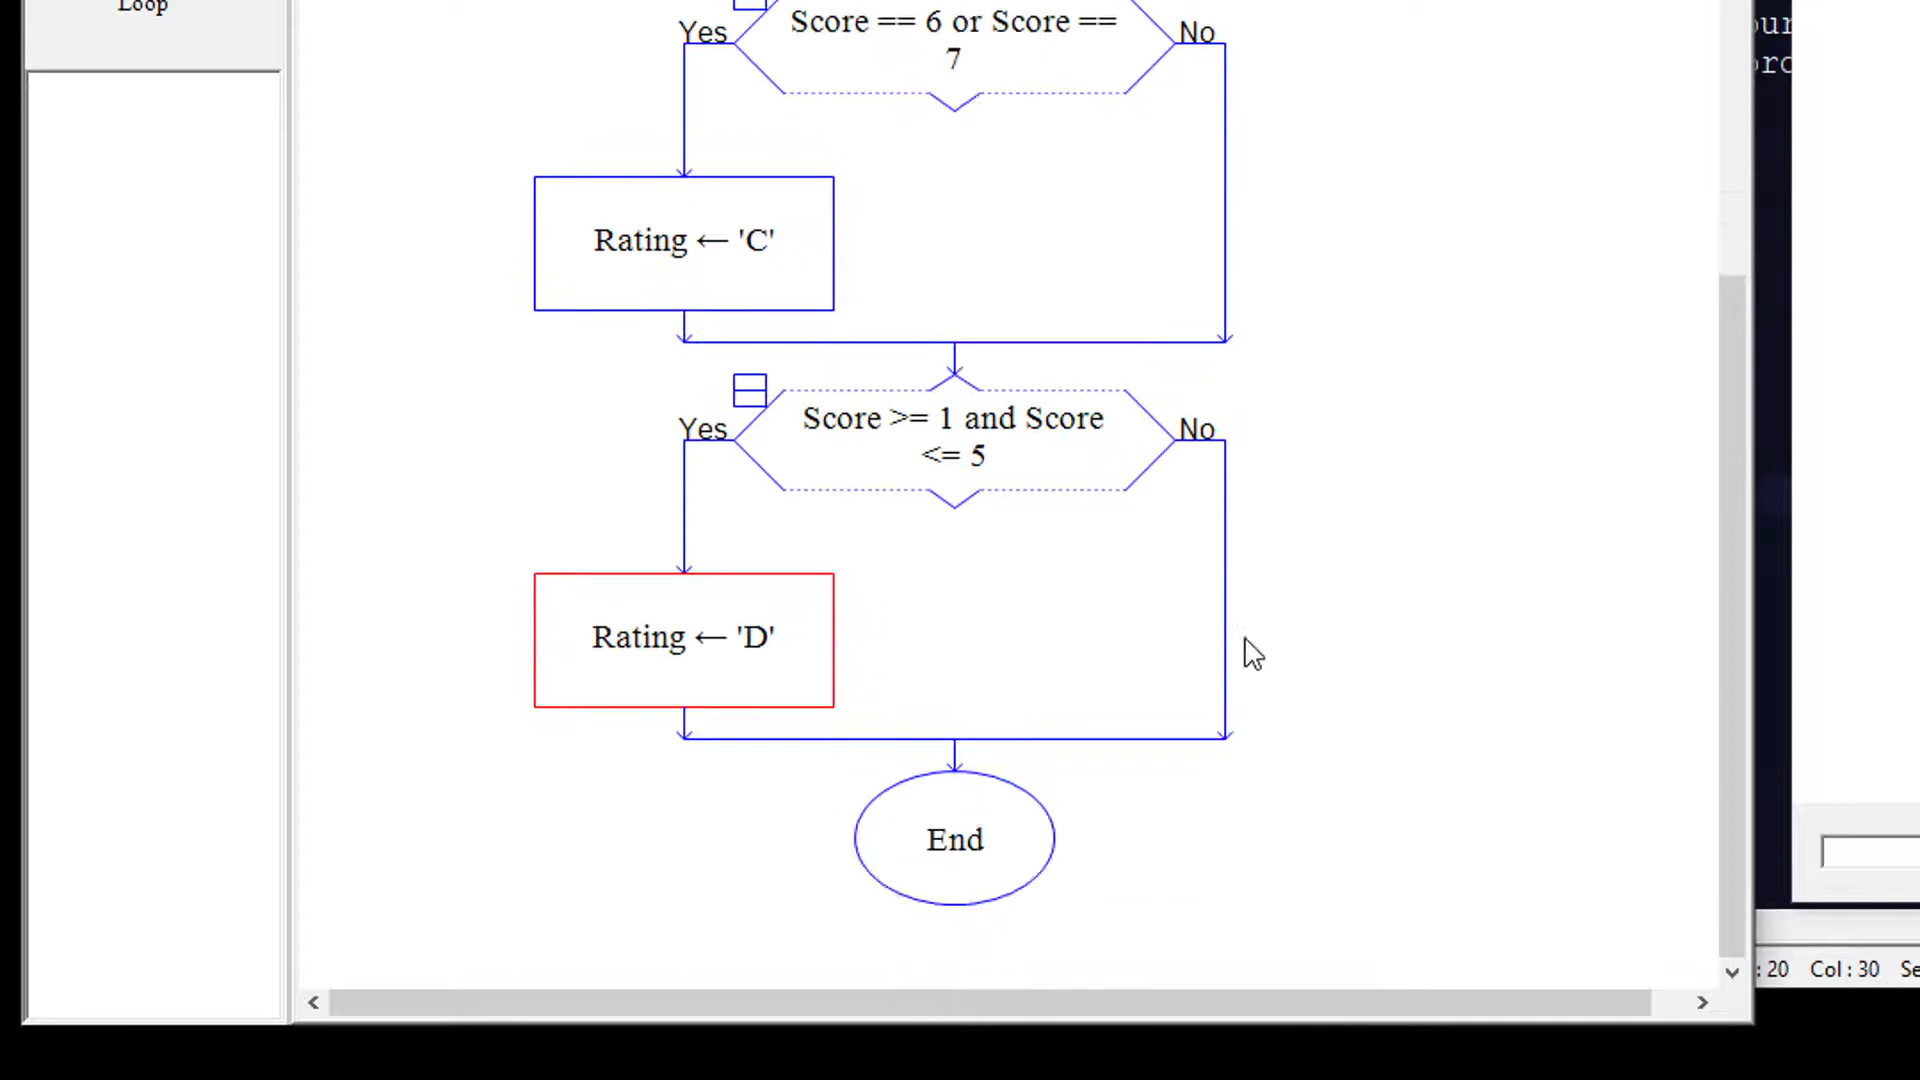 Loop
Score == 6 or Score ==
7
Yes
No
Rating ← 'C'
Score >= 1 and Score
<= 5
Yes
No
Rating ← 'D'
End
: 20 Col : 30